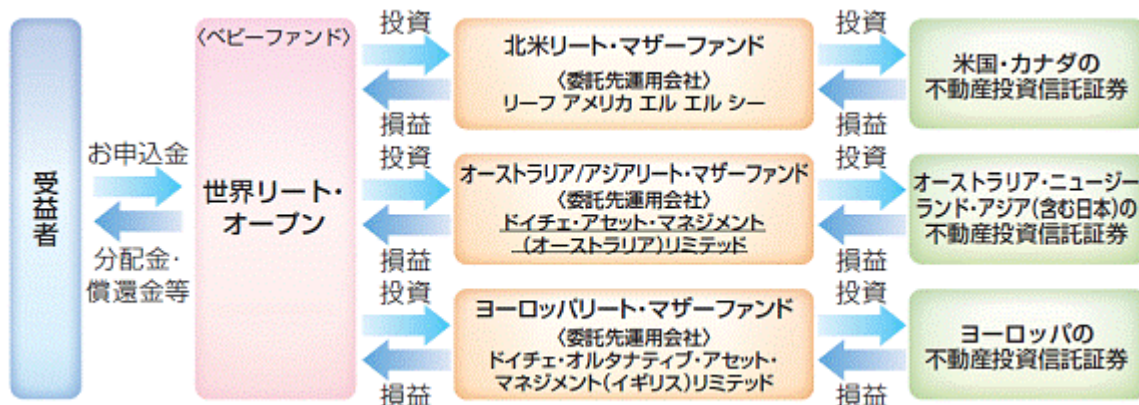 受益者
お申込金
分配金・
償還金等
〈ベビーファンド〉
世界リート・
オープン
投資
損益
北米リート・マザーファンド
〈委託先運用会社〉
リーフ アメリカ エル エル シー
投資
損益
米国・カナダの
不動産投資信託証券
投資
損益
オーストラリア/アジアリート・マザーファンド
〈委託先運用会社〉
ドイチェ・アセット・マネジメント
(オーストラリア)リミテッド
投資
損益
オーストラリア・ニュージー
ランド・アジア(含む日本)の
不動産投資信託証券
投資
損益
ヨーロッパリート・マザーファンド
〈委託先運用会社〉
ドイチェ・オルタナティブ・アセット・
マネジメント(イギリス)リミテッド
投資
損益
ヨーロッパの
不動産投資信託証券